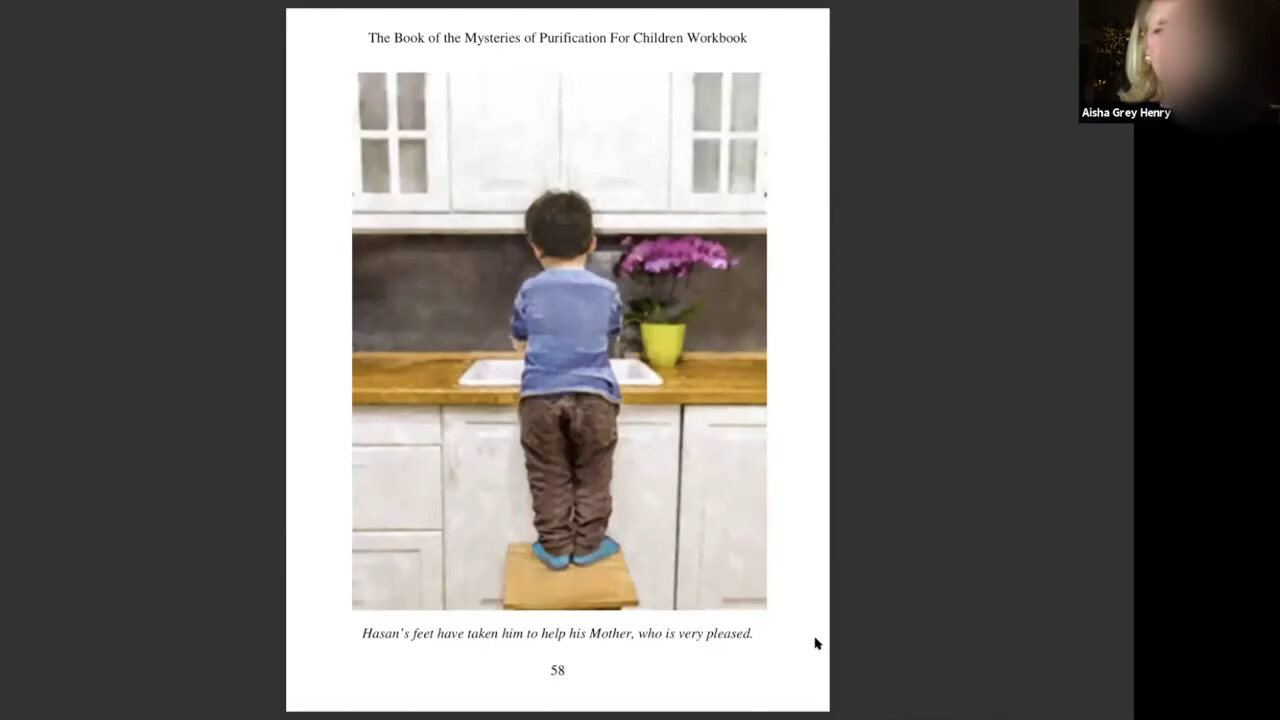 The Book of the Mysteries of Purification For Children Workbook
Aisha Grey Henry
Hasan's feet have taken him to help his Mother, who is very pleased.
58